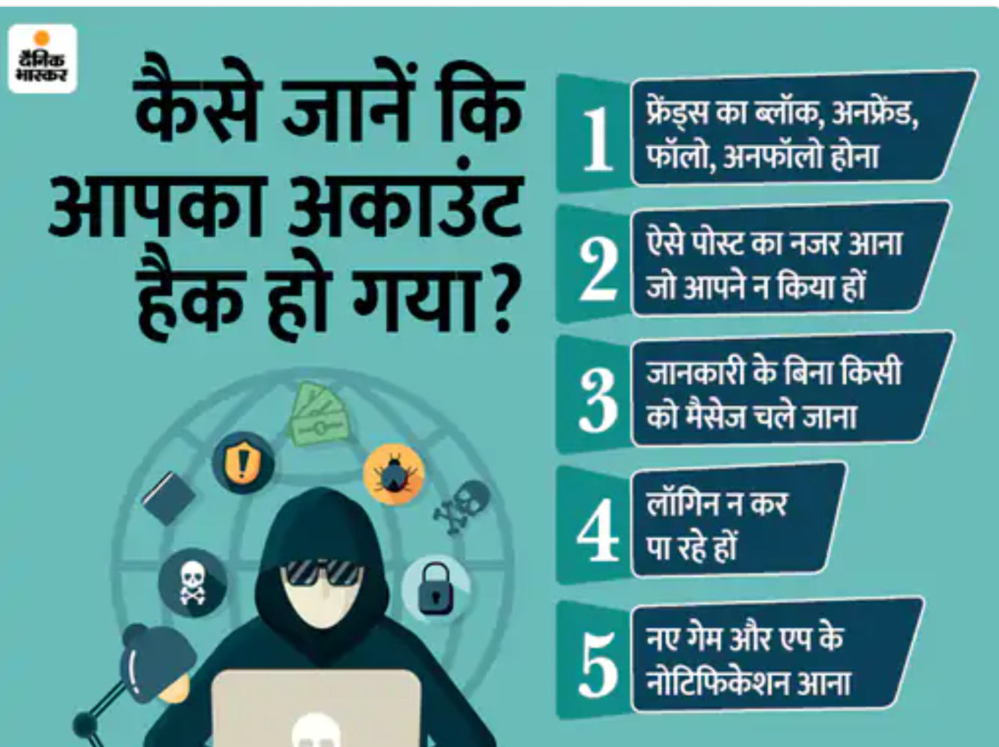 दैनिक
भास्कर
कैसे जानें कि
आपका अकाउंट
हैक हो गया?
1
फ्रेंड्स का ब्लॉक, अनफ्रेंड,
फॉलो, अनफॉलो होना
2
ऐसे पोस्ट का नजर आना
जो आपने न किया हों
3
जानकारी के बिना किसी
को मैसेज चले जाना
4
लॉगिन न कर
पा रहे हों
5
नए गेम और एप के
नोटिफिकेशन आना